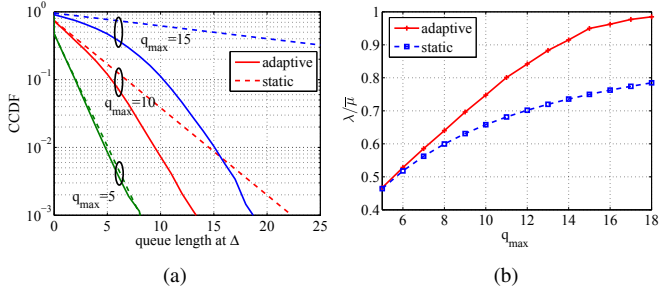 10^0
10^-1
10^-2
10^-3
CCDF
q_max=15
q_max=10
q_max=5
adaptive
static
0 5 10 15 20 25
queue length at Δ
(a)
1
0.9
0.8
0.7
0.6
0.5
0.4
λ/μ̅
adaptive
static
6 8 10 12 14 16 18
q_max
(b)